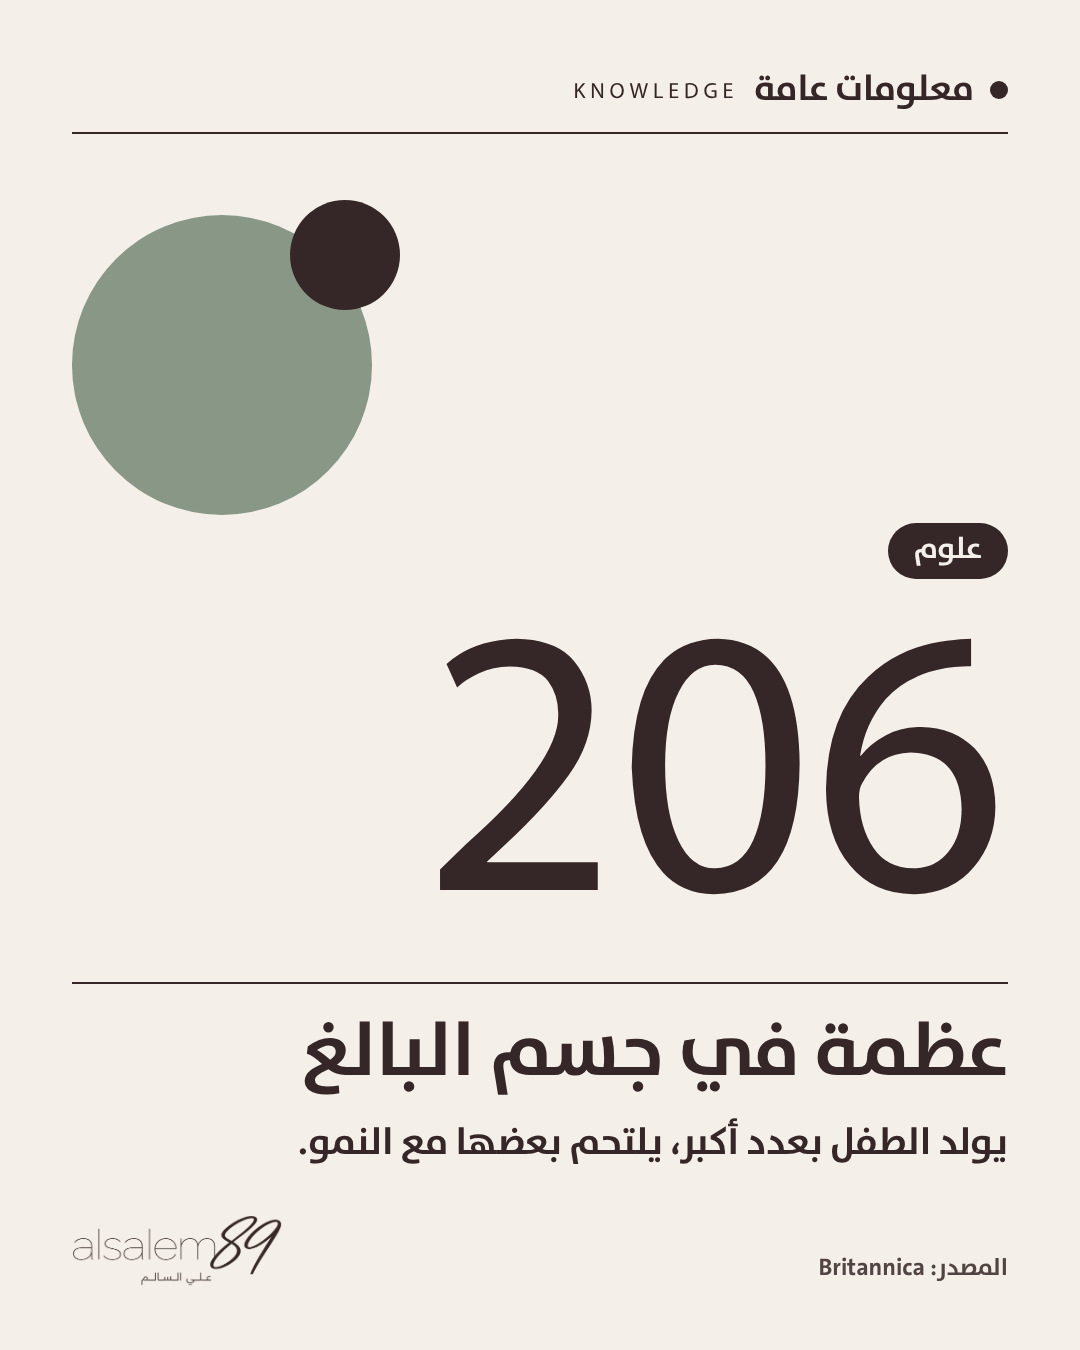 معلومات عامة KNOWLEDGE
علوم
206
عظمة في جسم البالغ
يولد الطفل بعدد أكبر، يلتحم بعضها مع النمو.
المصدر: Britannica
alsalem89
علي السالم